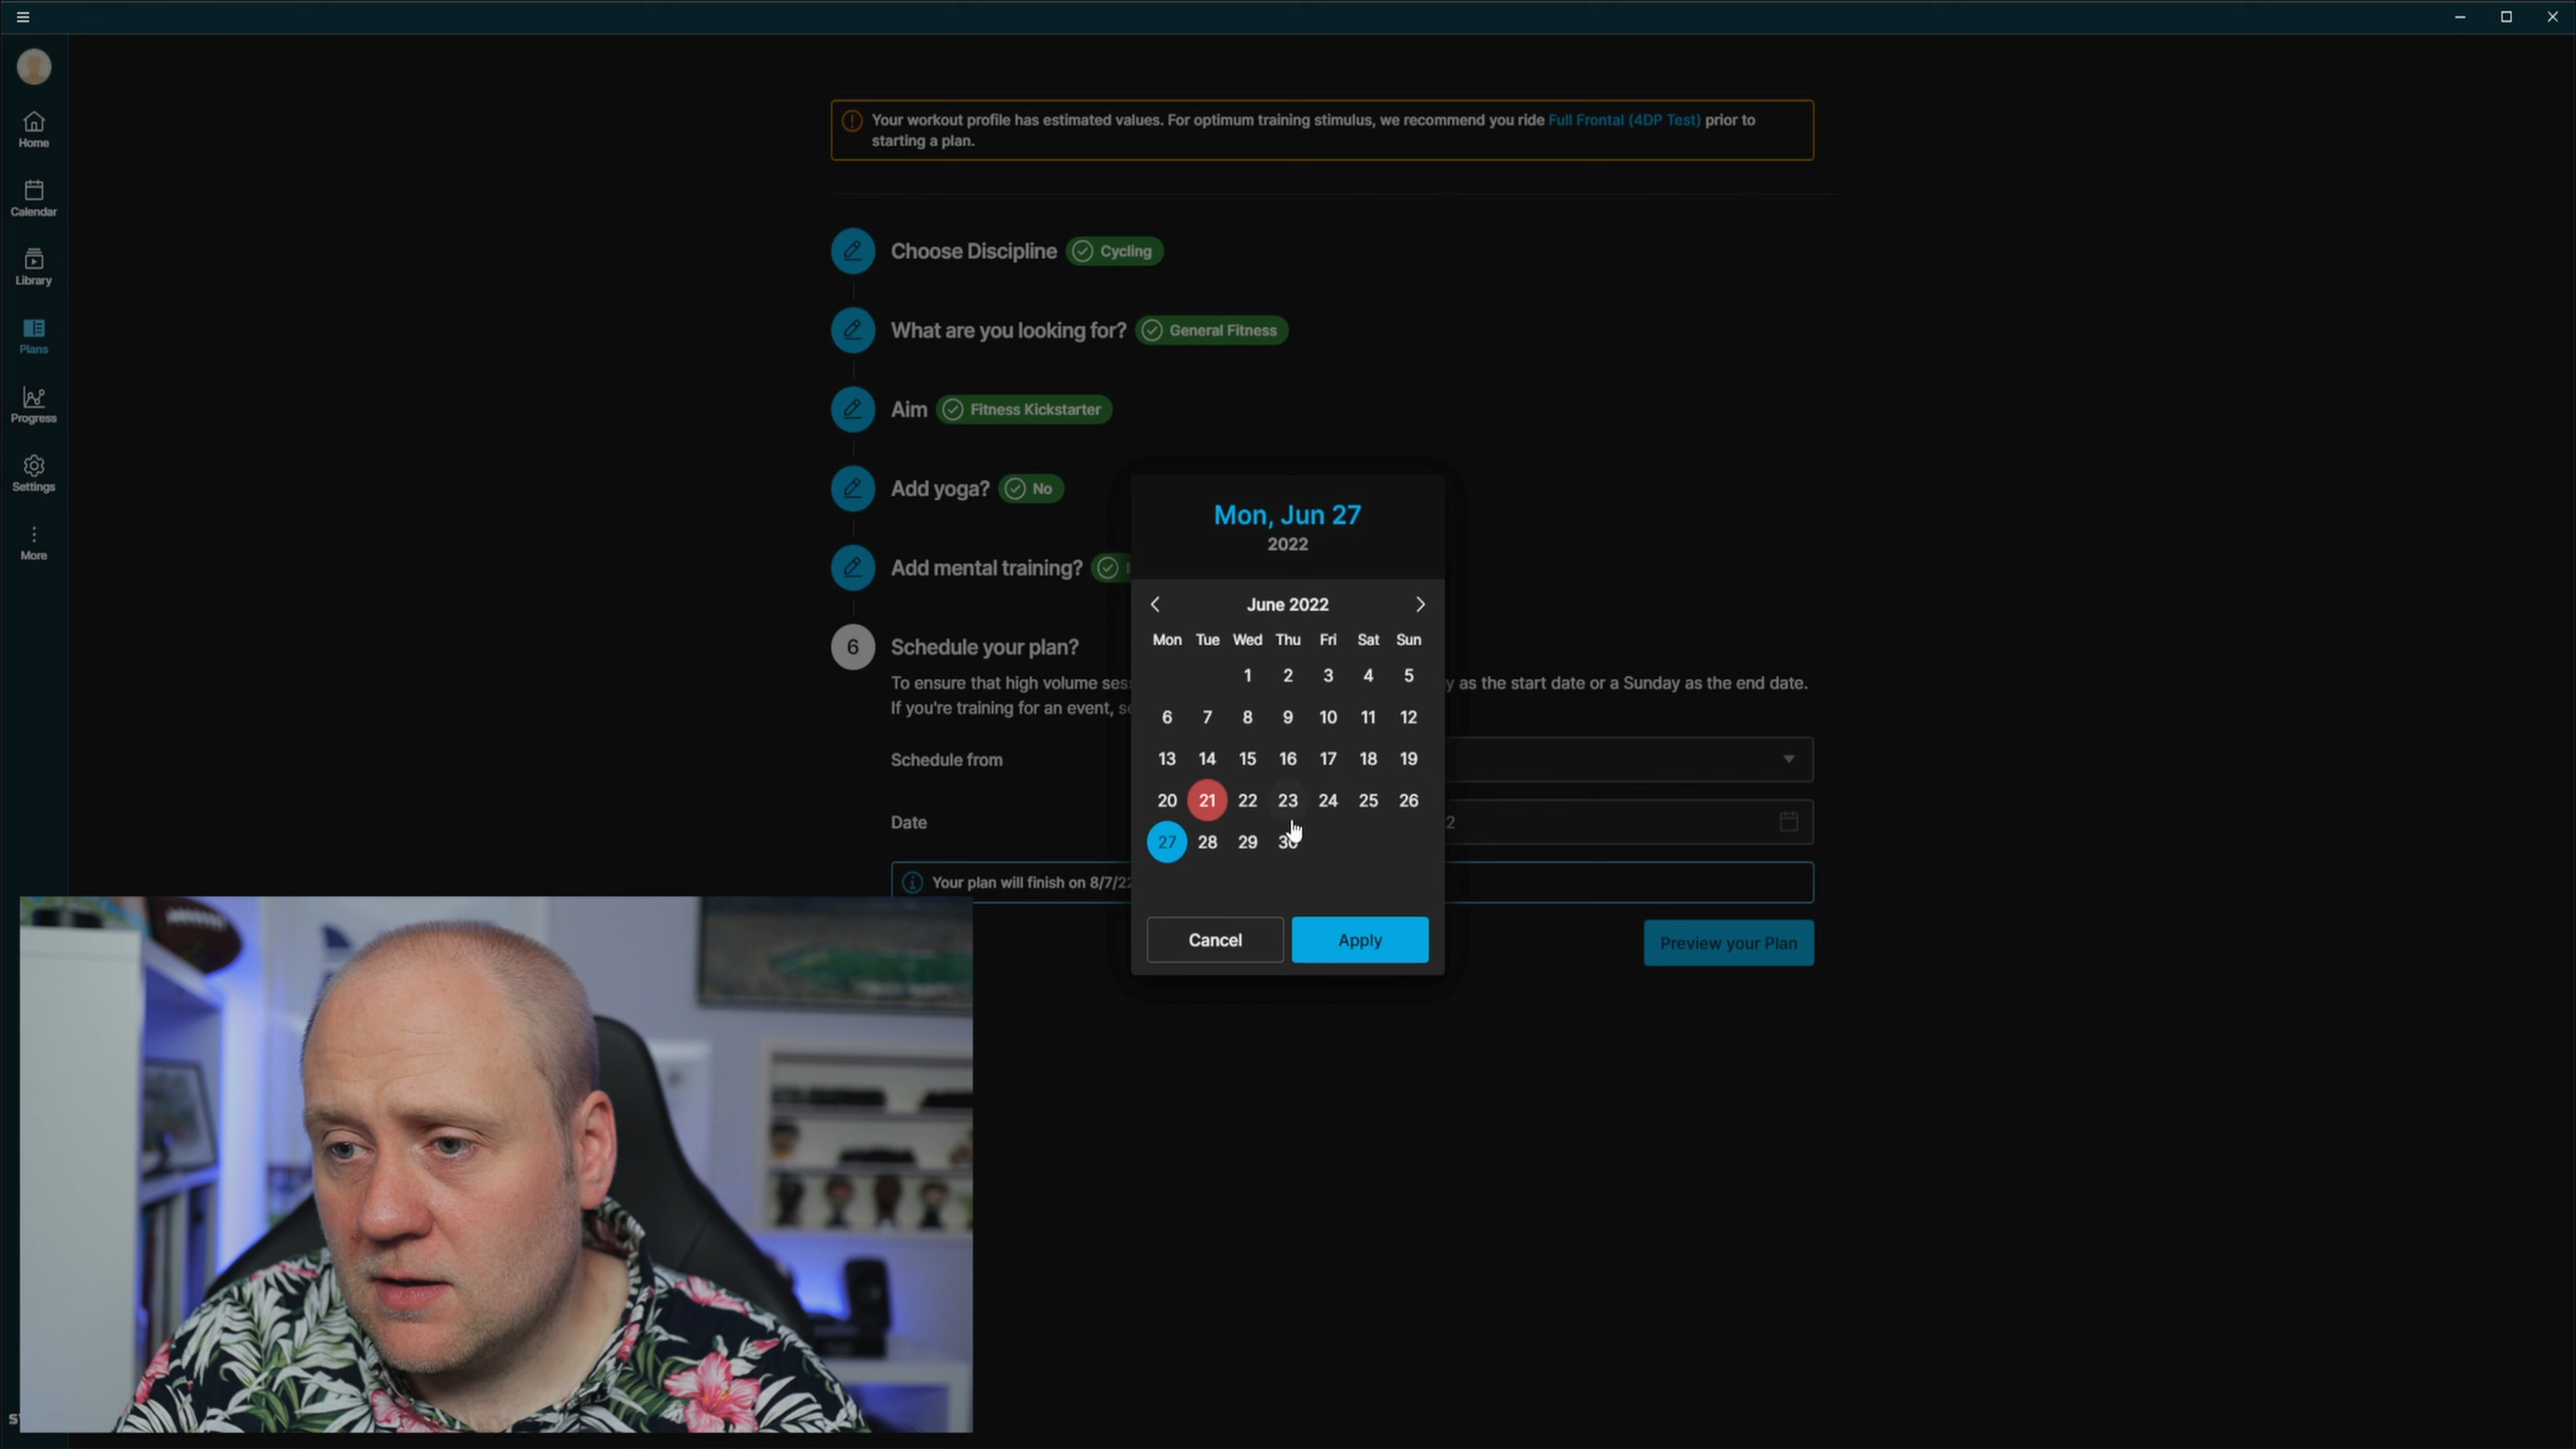 Your workout profile has estimated values. For optimum training stimulus, we recommend you ride Full Frontal (4DP Test) prior to
starting a plan.
Home
Calendar
Library
Plans
Progress
Settings
More
Choose Discipline Cycling
What are you looking for? General Fitness
Aim Fitness Kickstarter
Add yoga? No
Add mental training?
6 Schedule your plan?
To ensure that high volume as the start date or a Sunday as the end date.
If you're training for an event,
Schedule from
Date
Your plan will finish on 8/7/22
Preview your Plan
Mon, Jun 27
2022
June 2022
Mon Tue Wed Thu Fri Sat Sun
1 2 3 4 5
6 7 8 9 10 11 12
13 14 15 16 17 18 19
20 21 22 23 24 25 26
27 28 29 30
Cancel Apply